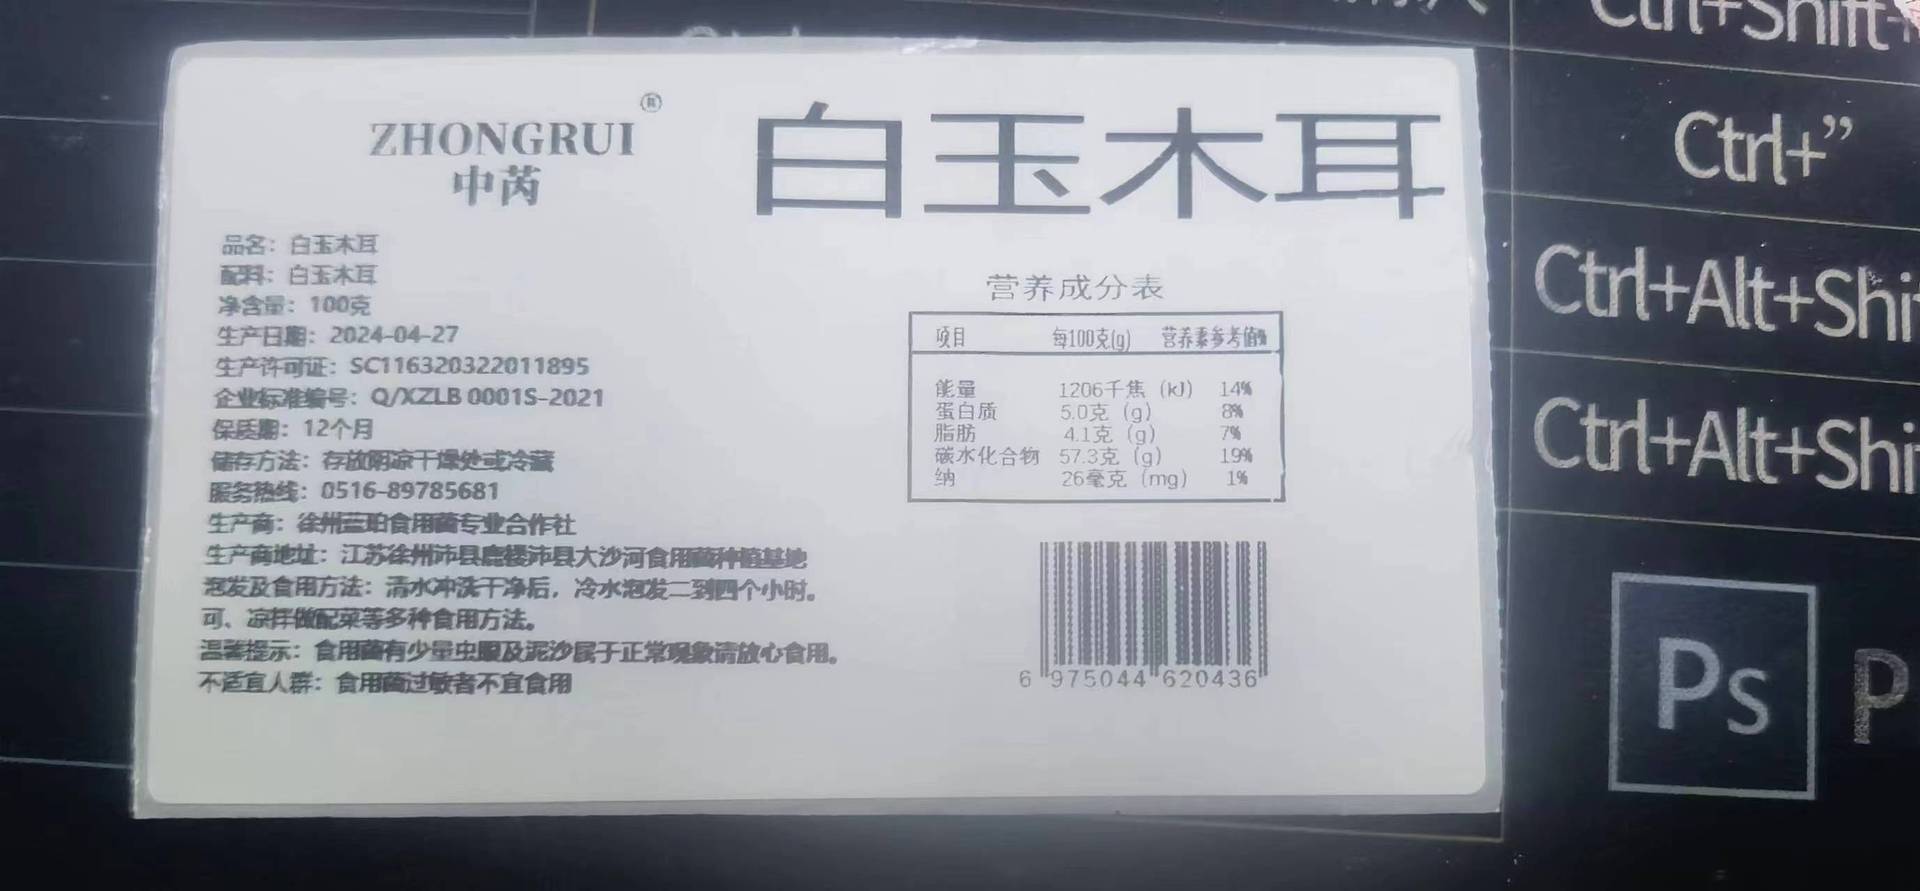 ZHONGRUI®
中芮
白玉木耳
品名：白玉木耳
配料：白玉木耳
净含量：100克
生产日期：2024-04-27
生产许可证：SC116320322011895
企业标准编号：Q/XZLB 0001S-2021
保质期：12个月
储存方法：存放阴凉干燥处或冷藏
服务热线：0516-89785681
生产商：徐州 食用菌专业合作社
生产商地址：江苏徐州沛县鹿楼沛县大沙河食用菌种植基地
泡发及食用方法：清水冲洗干净后，冷水泡发二到四个小时。
可、凉拌做配菜等多种食用方法。
温馨提示：食用菌有少量虫眼及泥沙属于正常现象请放心食用。
不适宜人群：食用菌过敏者不宜食用
营养成分表
项目 每100克(g) 营养素参考值%
能量 1206千焦 (kJ) 14%
蛋白质 5.0克 (g) 8%
脂肪 4.1克 (g) 7%
碳水化合物 57.3克 (g) 19%
纳 26毫克 (mg) 1%
6 975044 620436
Ctrl+Shift+
Ctrl+”
Ctrl+Alt+Shi
Ctrl+Alt+Shi
Ps P